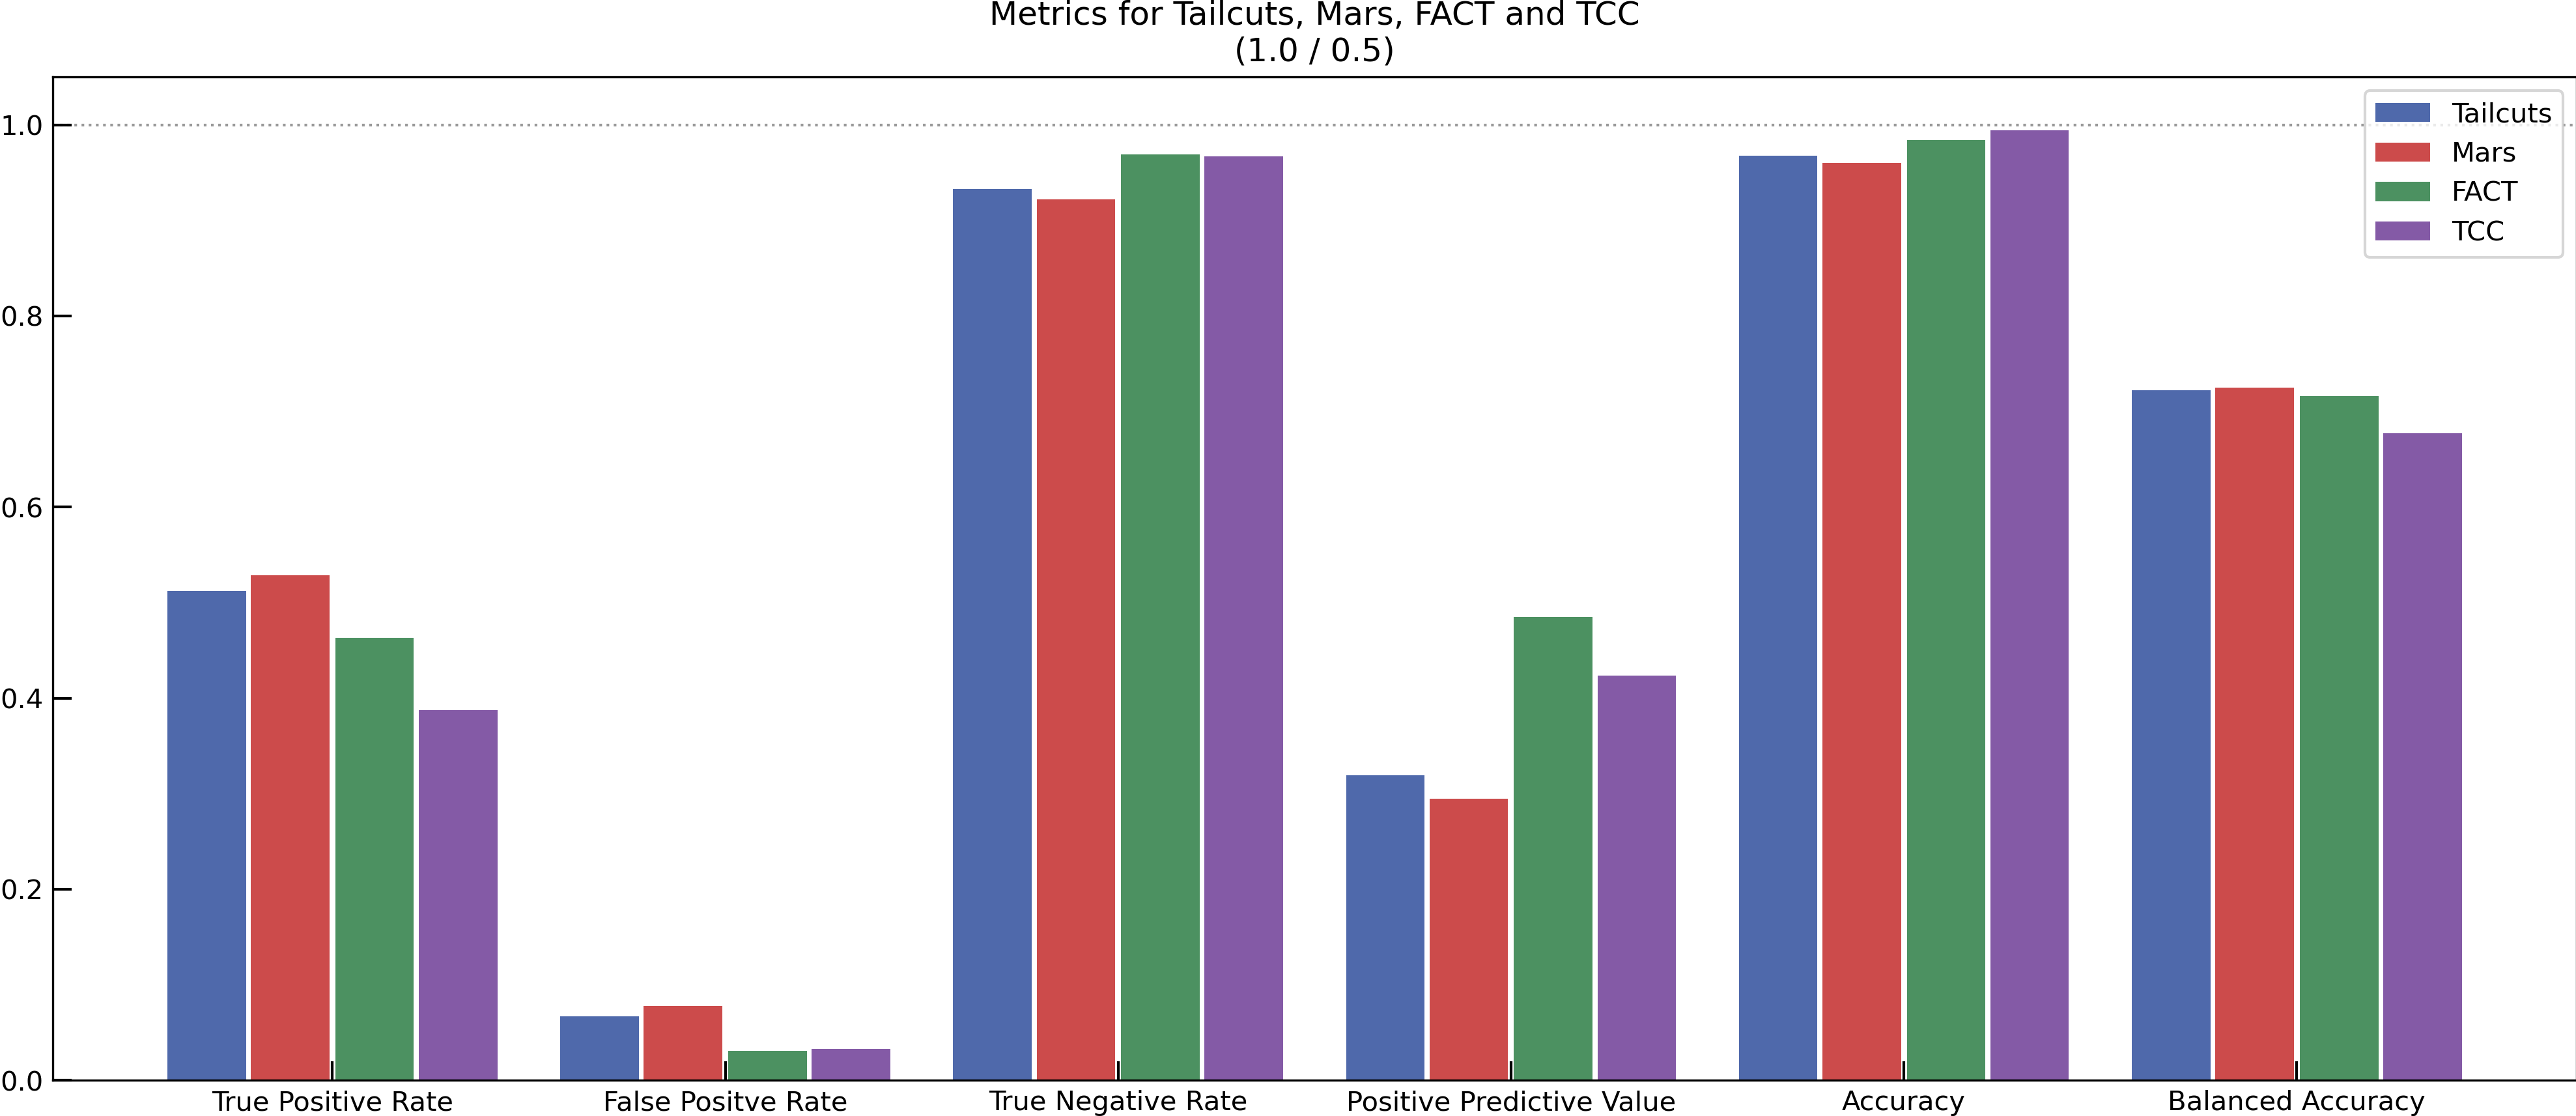 Metrics for Tailcuts, Mars, FACT and TCC
(1.0 / 0.5)
1.0
0.8
0.6
0.4
0.2
0.0
Tailcuts
Mars
FACT
TCC
True Positive Rate
False Positve Rate
True Negative Rate
Positive Predictive Value
Accuracy
Balanced Accuracy